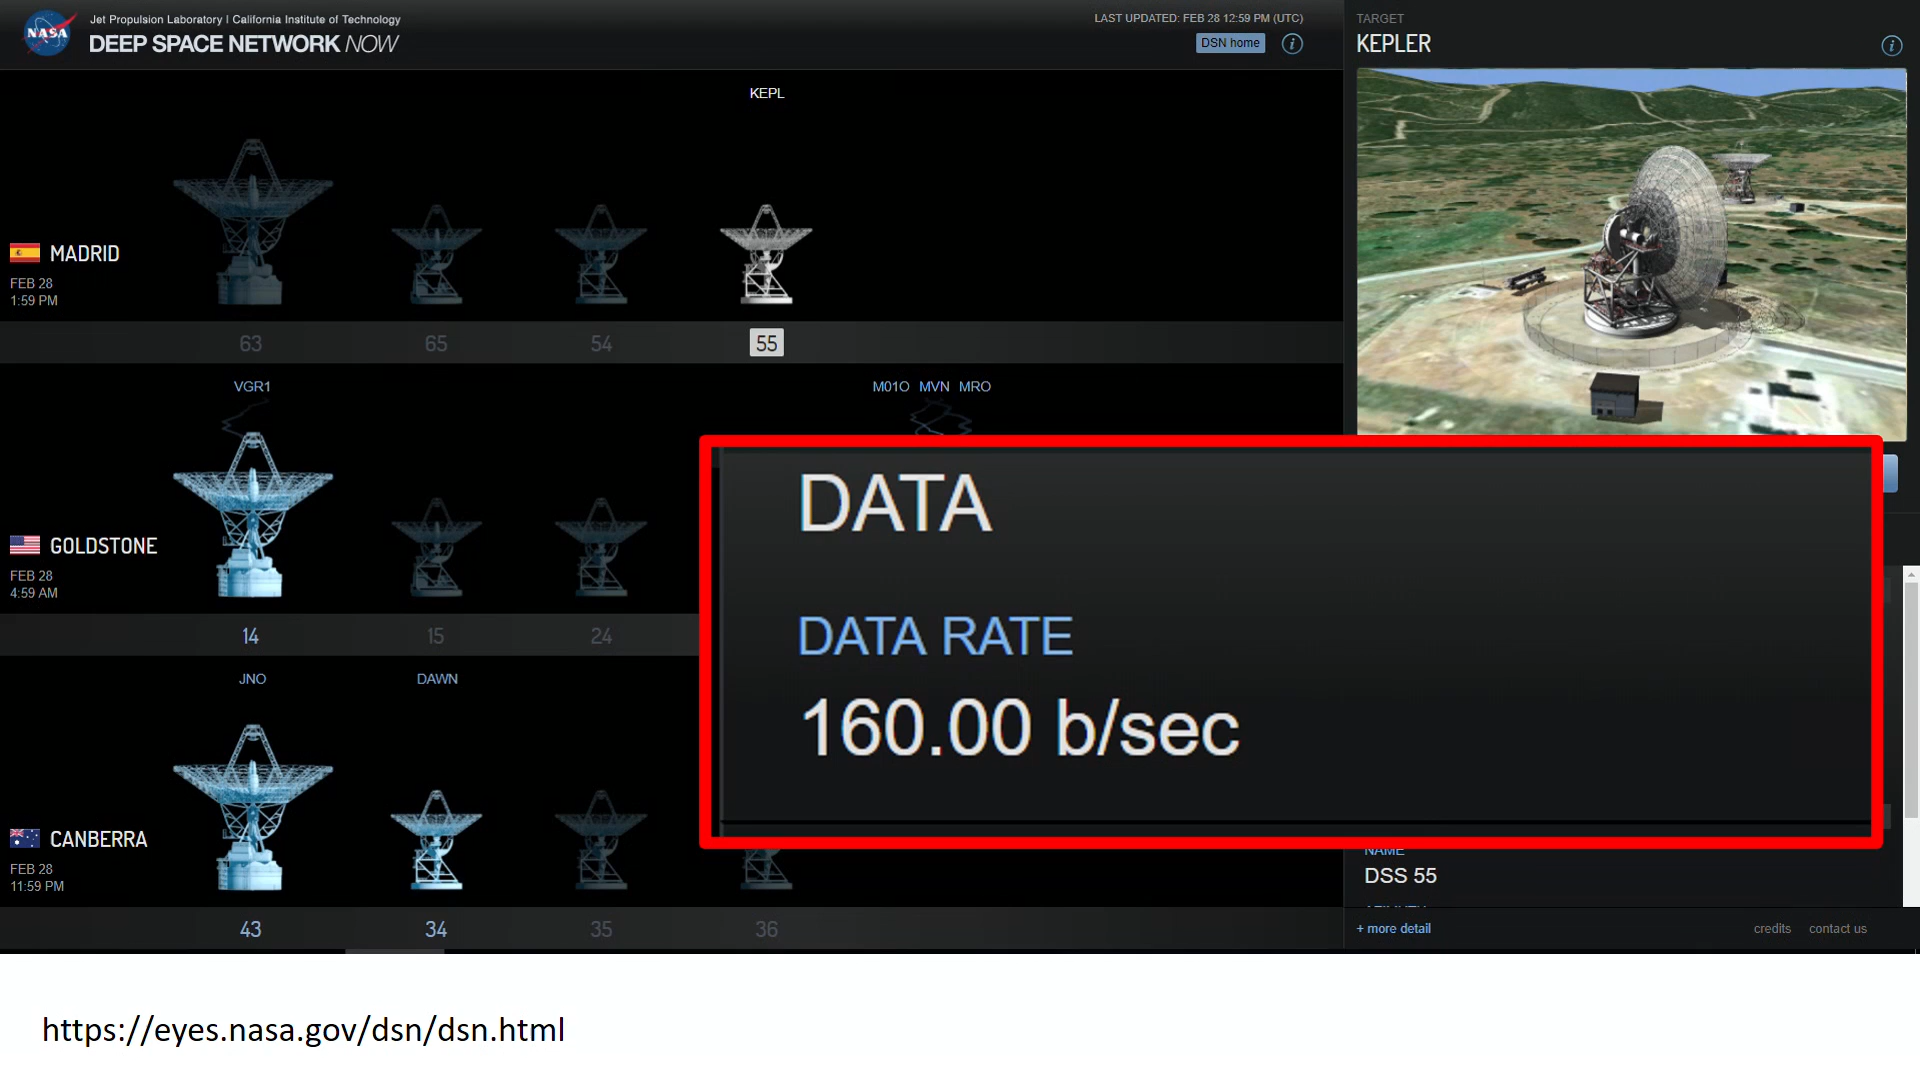 NASA
Jet Propulsion Laboratory | California Institute of Technology
DEEP SPACE NETWORK NOW
LAST UPDATED: FEB 28 12:59 PM (UTC)
DSN home
i
TARGET
KEPLER
i
KEPL
MADRID
FEB 28
1:59 PM
63 65 54 55
VGR1
M01O MVN MRO
GOLDSTONE
FEB 28
4:59 AM
14 15 24
DATA
DATA RATE
160.00 b/sec
JNO DAWN
CANBERRA
FEB 28
11:59 PM
43 34 35 36
NAME
DSS 55
+ more detail
credits contact us
https://eyes.nasa.gov/dsn/dsn.html